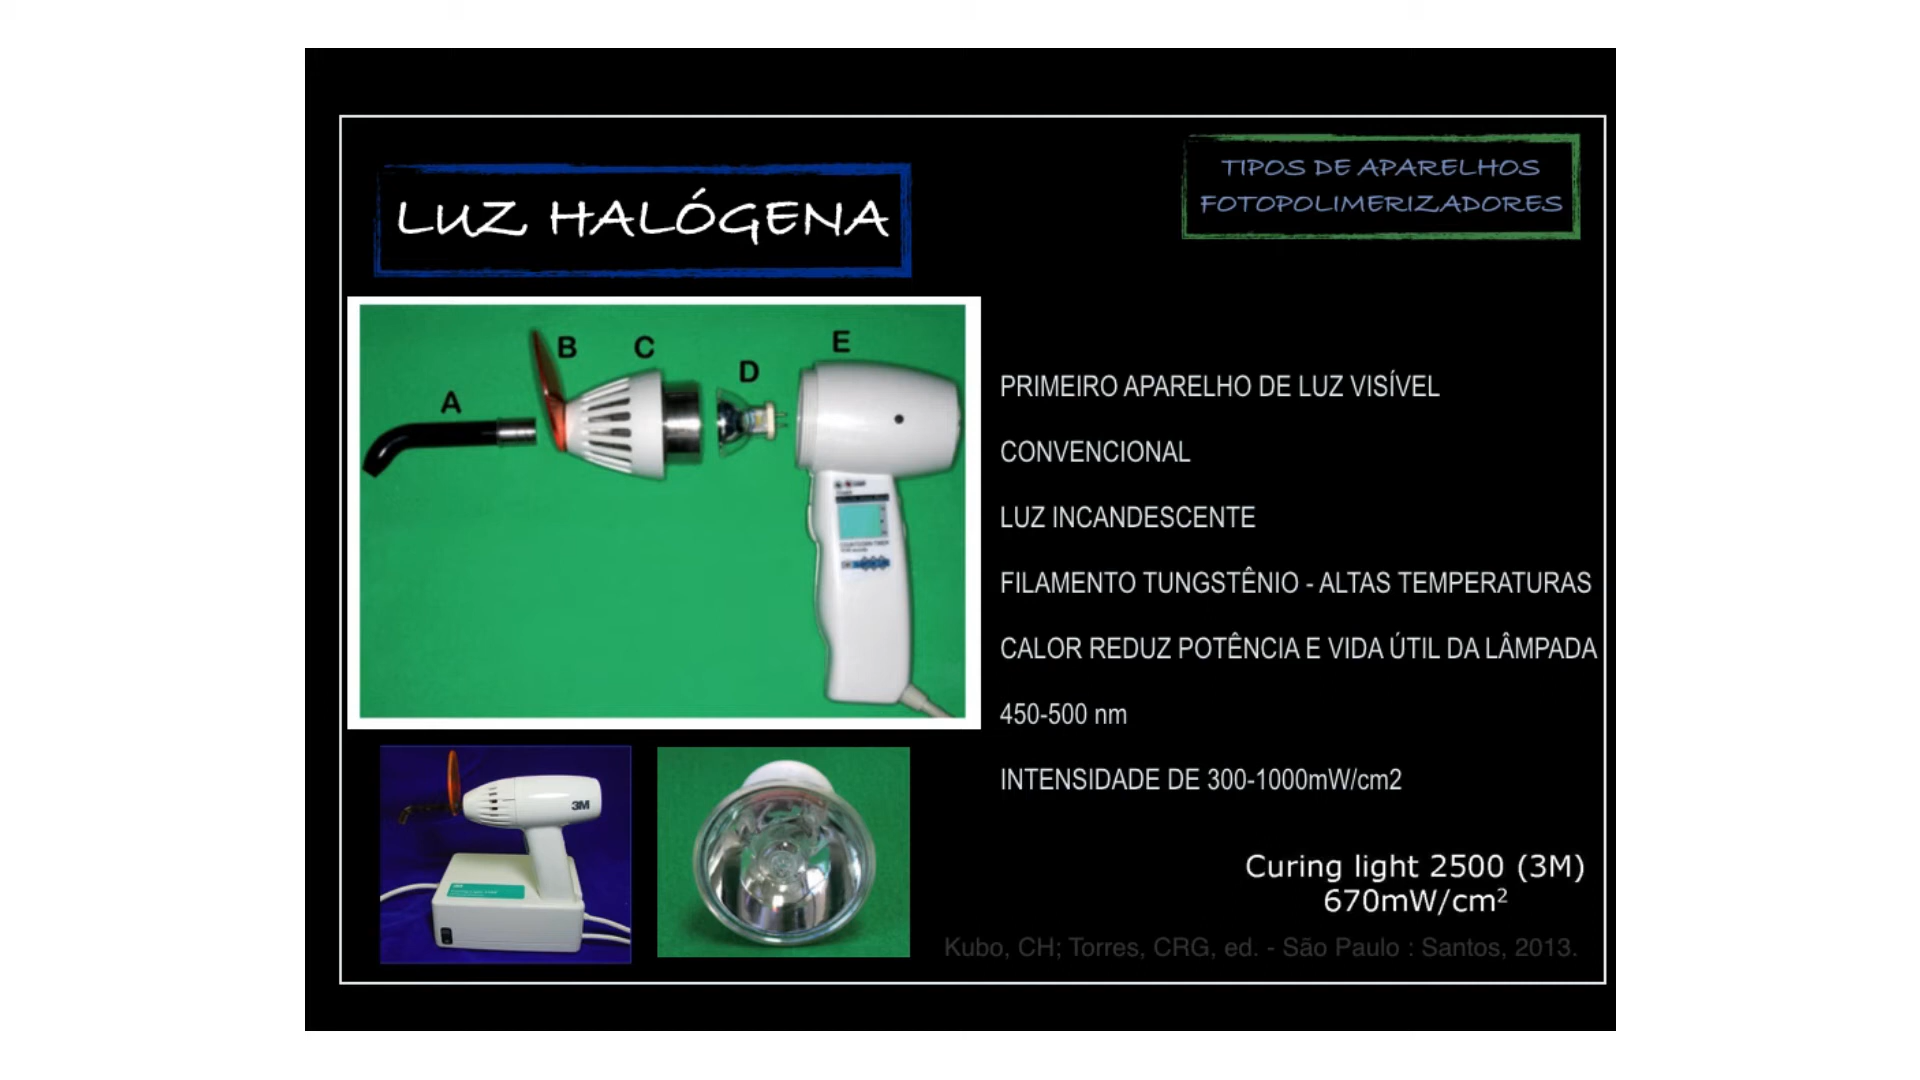 TIPOS DE APARELHOS
FOTOPOLIMERIZADORES
LUZ HALÓGENA
A
B
C
D
E
PRIMEIRO APARELHO DE LUZ VISÍVEL
CONVENCIONAL
LUZ INCANDESCENTE
FILAMENTO TUNGSTÊNIO - ALTAS TEMPERATURAS
CALOR REDUZ POTÊNCIA E VIDA ÚTIL DA LÂMPADA
450-500 nm
INTENSIDADE DE 300-1000mW/cm2
3M
Curing light 2500 (3M)
670mW/cm²
Kubo, CH; Torres, CRG, ed. - São Paulo : Santos, 2013.